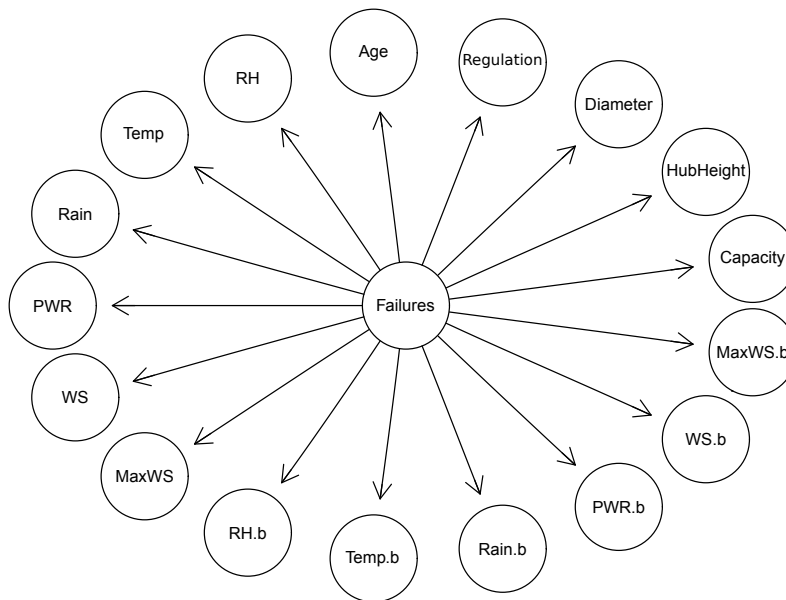 Age
Regulation
RH
Diameter
Temp
HubHeight
Rain
Capacity
PWR
Failures
MaxWS.b
WS
WS.b
MaxWS
PWR.b
RH.b
Rain.b
Temp.b